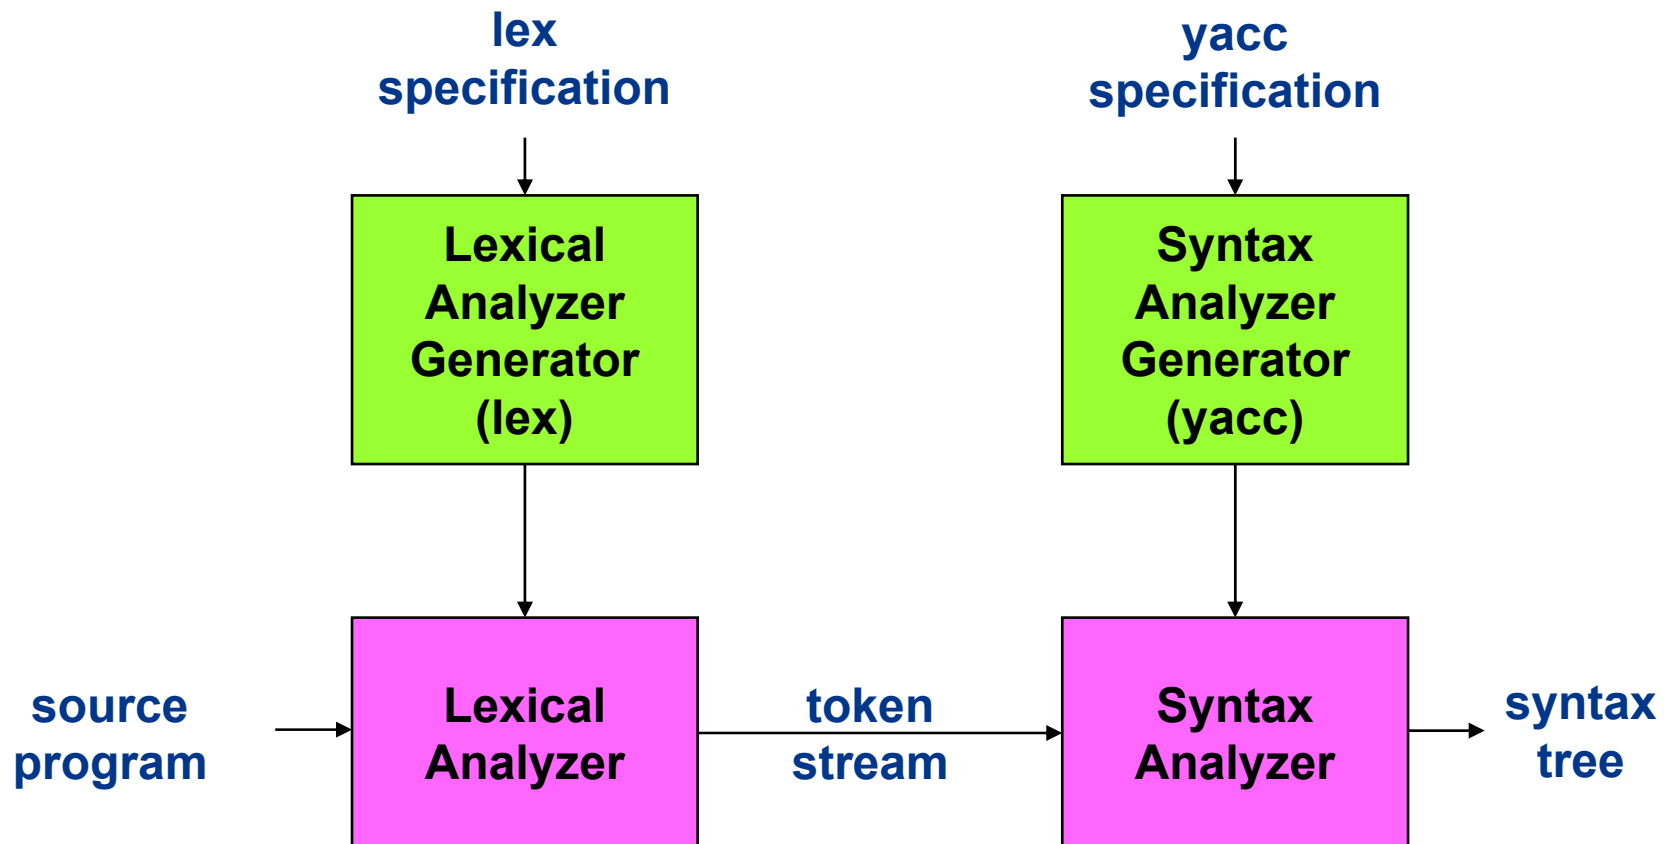 lex
specification
yacc
specification
Lexical
Analyzer
Generator
(lex)
Syntax
Analyzer
Generator
(yacc)
source
program
Lexical
Analyzer
token
stream
Syntax
Analyzer
syntax
tree